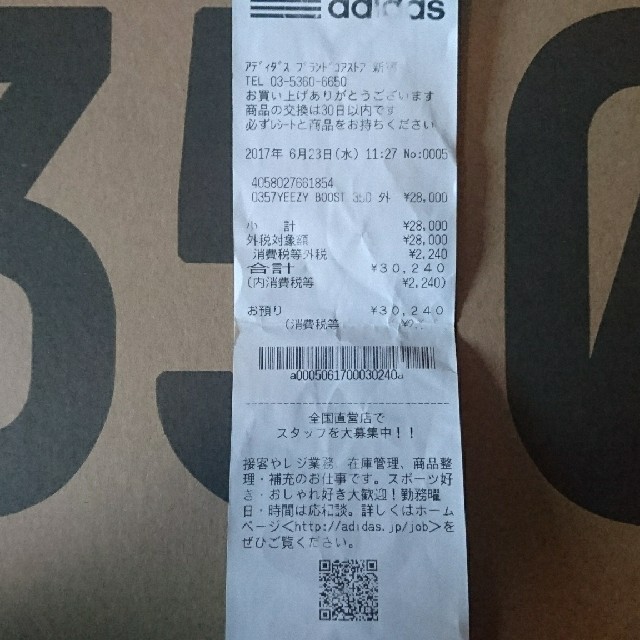 350
adidas
アディダス ブランドコアストア 新
TEL 03-5360-6650
お買い上げありがとうございます
商品の交換は30日以内です
必ずレシートと商品をお持ちください
2017年 6月23日(水) 11:27 No:0005
4058027661854
0357YEEZY BOOST 350 外 ¥28,000
小 計 ¥28,000
外税対象額 ¥28,000
消費税等外税 ¥2,240
合計 ¥30,240
(内消費税等 ¥2,240)
お預り ¥30,240
(消費税等
a0005061700030240a
全国直営店で
スタッフを大募集中!!
接客やレジ業務、在庫管理、商品整
理・補充のお仕事です。スポーツ好
き・おしゃれ好き大歓迎!勤務曜
日・時間は応相談。詳しくはホーム
ページ<http://adidas.jp/job>を
ぜひご覧ください。